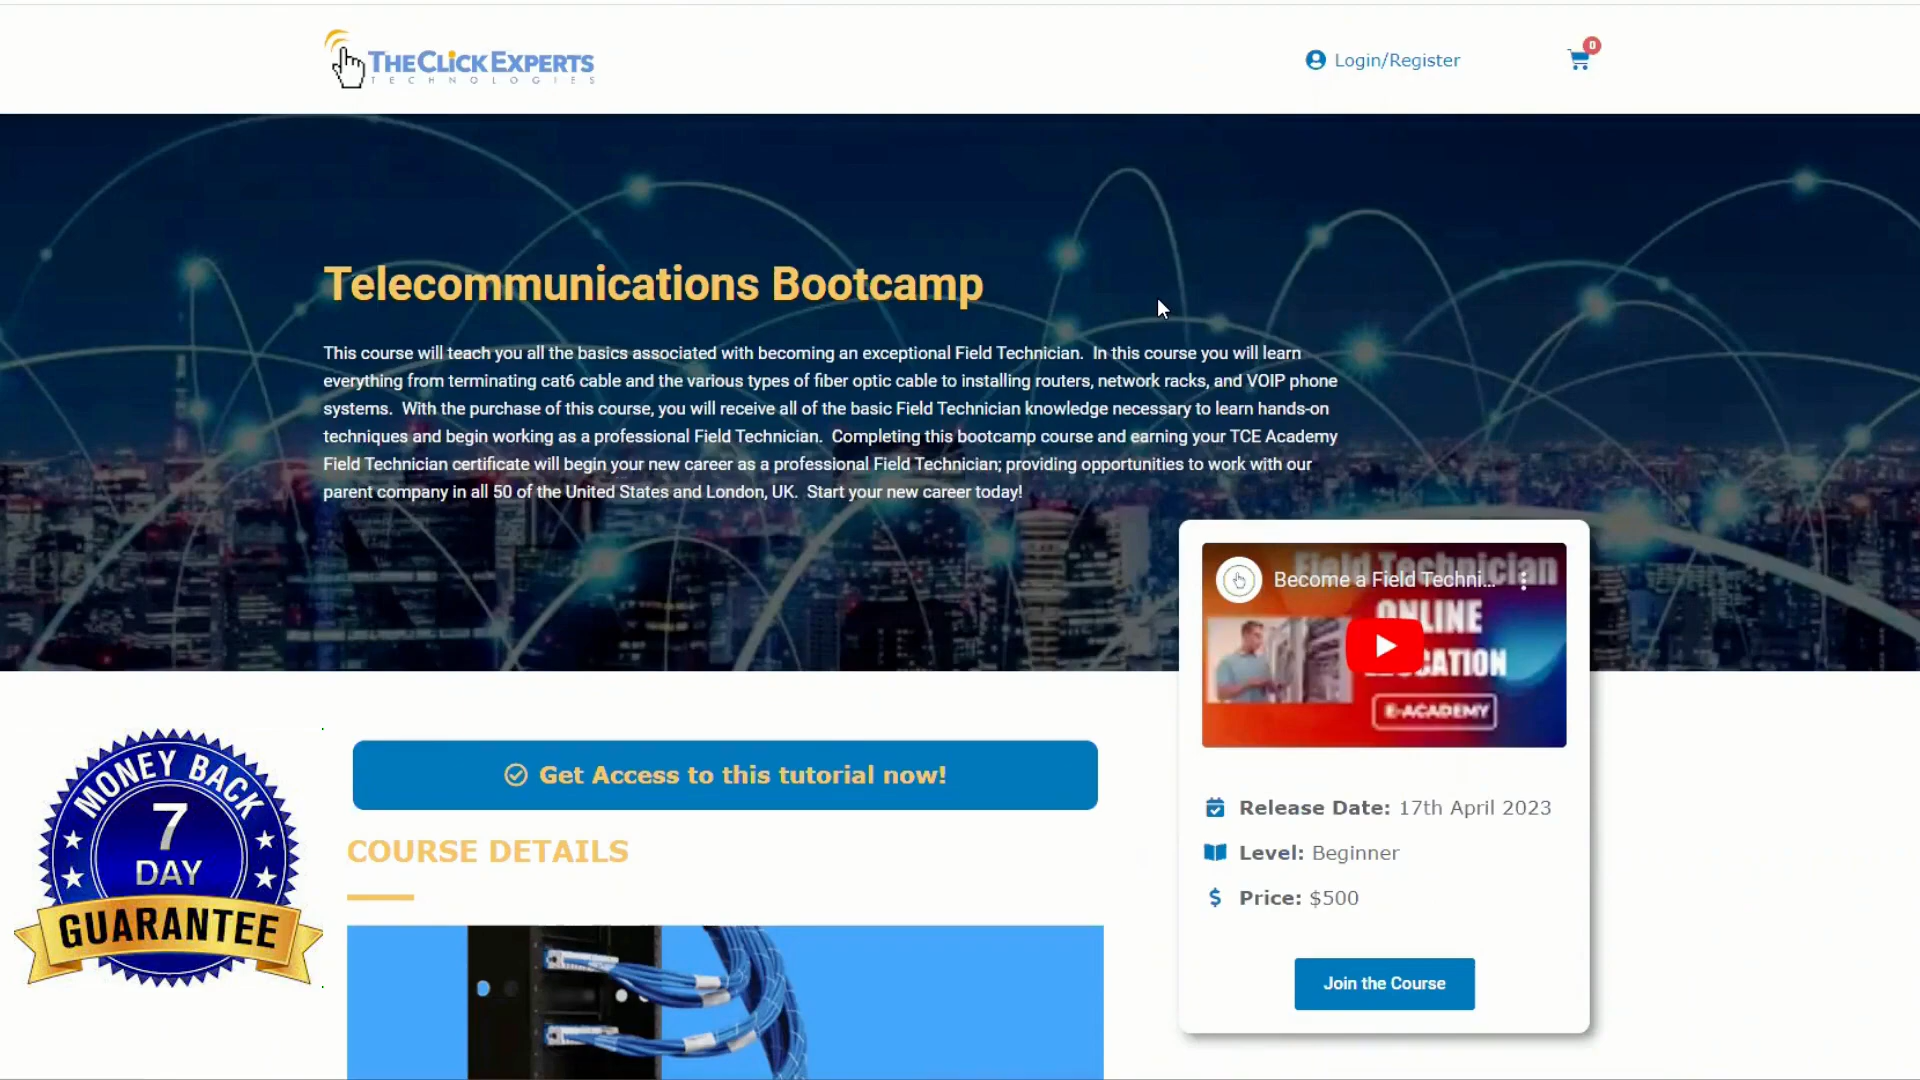 THECLICKEXPERTS
TECHNOLOGIES
Login/Register
0
Telecommunications Bootcamp
This course will teach you all the basics associated with becoming an exceptional Field Technician.  In this course you will learn
everything from terminating cat6 cable and the various types of fiber optic cable to installing routers, network racks, and VOIP phone
systems.  With the purchase of this course, you will receive all of the basic Field Technician knowledge necessary to learn hands-on
techniques and begin working as a professional Field Technician.  Completing this bootcamp course and earning your TCE Academy
Field Technician certificate will begin your new career as a professional Field Technician; providing opportunities to work with our
parent company in all 50 of the United States and London, UK.  Start your new career today!
Field Technician
Become a Field Techni...
ONLINE
E-ACADEMY
MONEY BACK
7
DAY
GUARANTEE
Get Access to this tutorial now!
COURSE DETAILS
Release Date: 17th April 2023
Level: Beginner
Price: $500
Join the Course